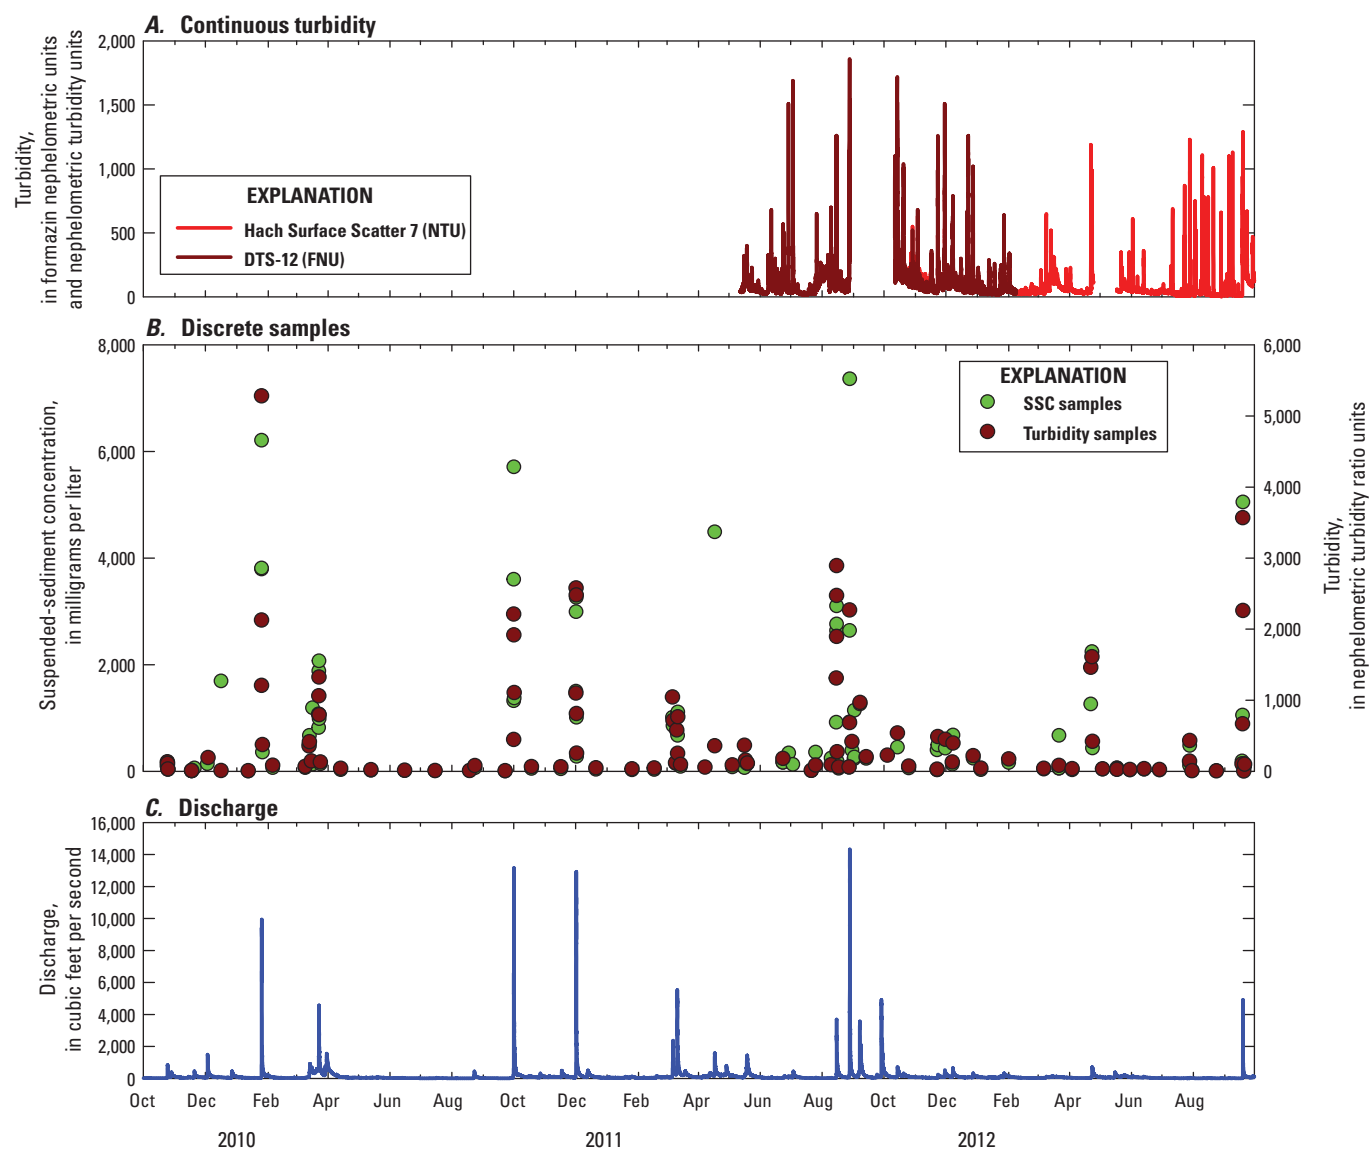 A. Continuous turbidity
Turbidity,
in formazin nephelometric units
and nephelometric turbidity units
2,000
1,500
1,000
500
0
EXPLANATION
Hach Surface Scatter 7 (NTU)
DTS-12 (FNU)
B. Discrete samples
Suspended-sediment concentration,
in milligrams per liter
8,000
6,000
4,000
2,000
0
EXPLANATION
SSC samples
Turbidity samples
6,000
5,000
4,000
3,000
2,000
1,000
0
Turbidity,
in nephelometric turbidity ratio units
C. Discharge
Discharge,
in cubic feet per second
16,000
14,000
12,000
10,000
8,000
6,000
4,000
2,000
0
Oct Dec Feb Apr Jun Aug Oct Dec Feb Apr Jun Aug Oct Dec Feb Apr Jun Aug
2010 2011 2012